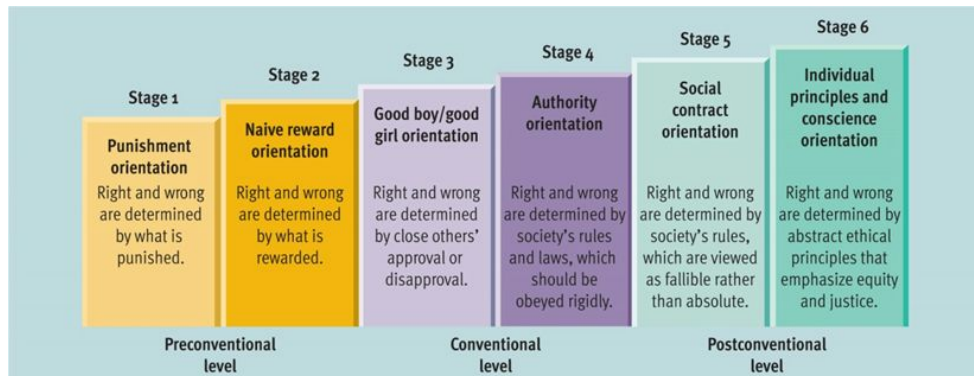 Stage 1
Punishment
orientation
Right and wrong
are determined
by what is
punished.
Stage 2
Naive reward
orientation
Right and wrong
are determined
by what is
rewarded.
Stage 3
Good boy/good
girl orientation
Right and wrong
are determined
by close others’
approval or
disapproval.
Stage 4
Authority
orientation
Right and wrong
are determined by
society’s rules
and laws, which
should be
obeyed rigidly.
Stage 5
Social
contract
orientation
Right and wrong
are determined by
society’s rules,
which are viewed
as fallible rather
than absolute.
Stage 6
Individual
principles and
conscience
orientation
Right and wrong
are determined by
abstract ethical
principles that
emphasize equity
and justice.
Preconventional
level
Conventional
level
Postconventional
level